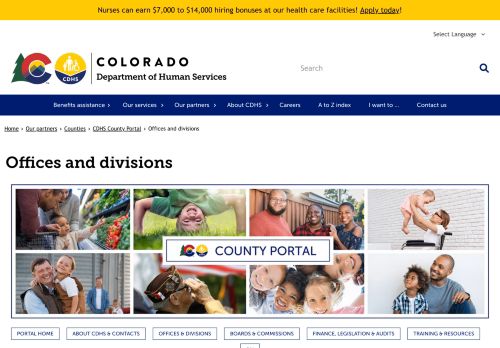 Nurses can earn $7,000 to $14,000 hiring bonuses at our health care facilities! Apply today!
Select Language
CDHS
COLORADO
Department of Human Services
Search
Benefits assistance
Our services
Our partners
About CDHS
Careers
A to Z index
I want to ...
Contact us
Home › Our partners › Counties › CDHS County Portal › Offices and divisions
Offices and divisions
COUNTY PORTAL
PORTAL HOME
ABOUT CDHS & CONTACTS
OFFICES & DIVISIONS
BOARDS & COMMISSIONS
FINANCE, LEGISLATION & AUDITS
TRAINING & RESOURCES